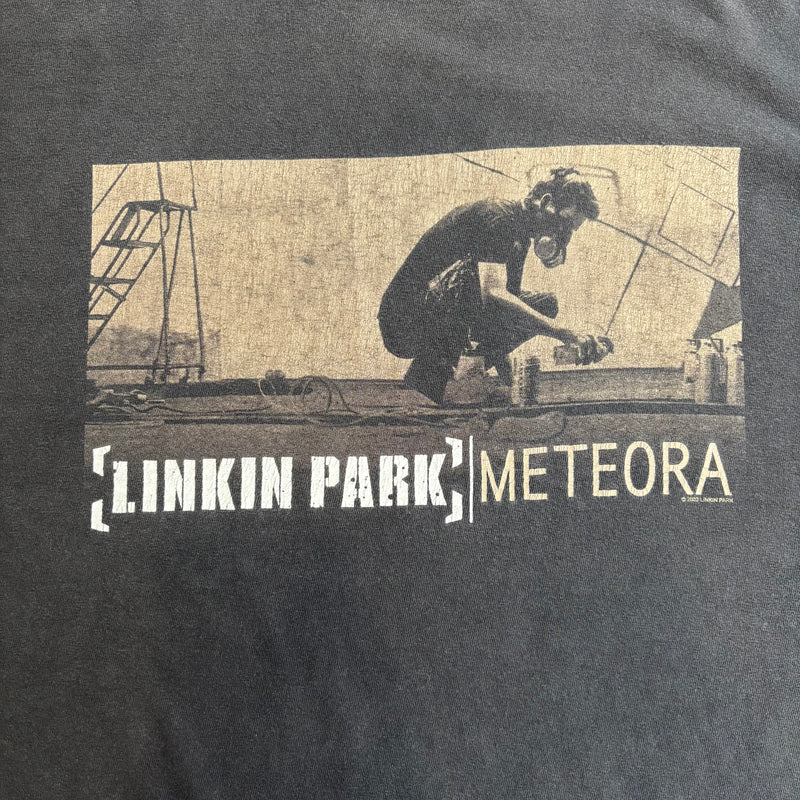 [LINKIN PARK] | METEORA
© 2003 LINKIN PARK